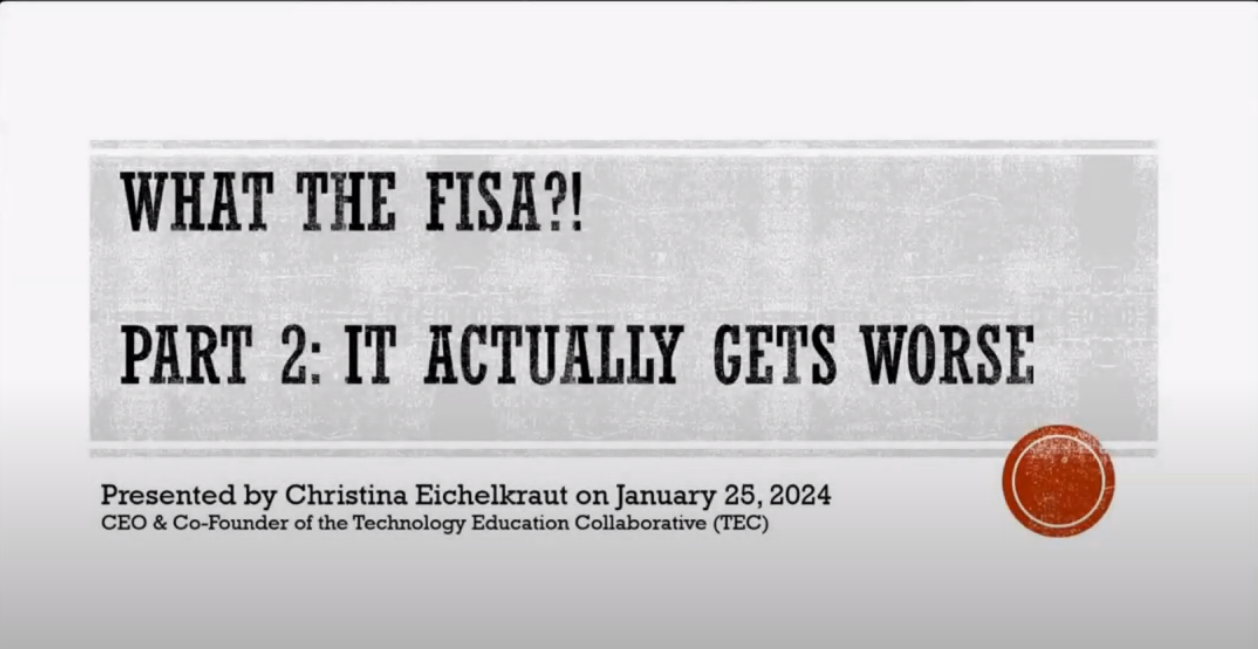 WHAT THE FISA?!
PART 2: IT ACTUALLY GETS WORSE
Presented by Christina Eichelkraut on January 25, 2024
CEO & Co-Founder of the Technology Education Collaborative (TEC)